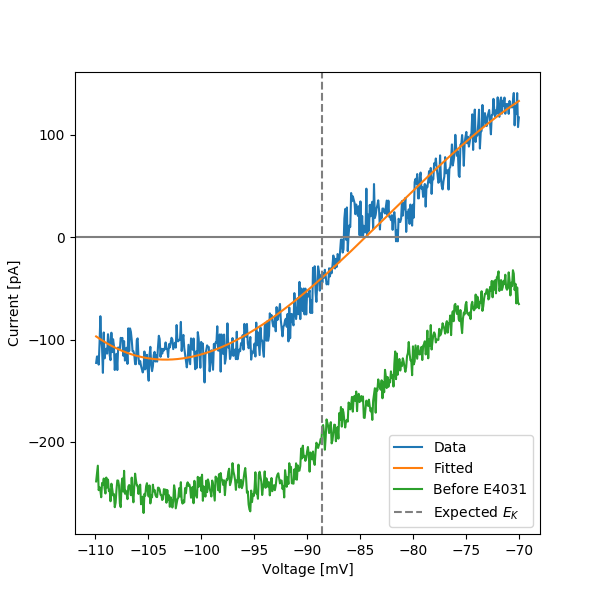 100
0
−100
−200
Current [pA]
−110 −105 −100 −95 −90 −85 −80 −75 −70
Voltage [mV]
Data
Fitted
Before E4031
Expected E_K